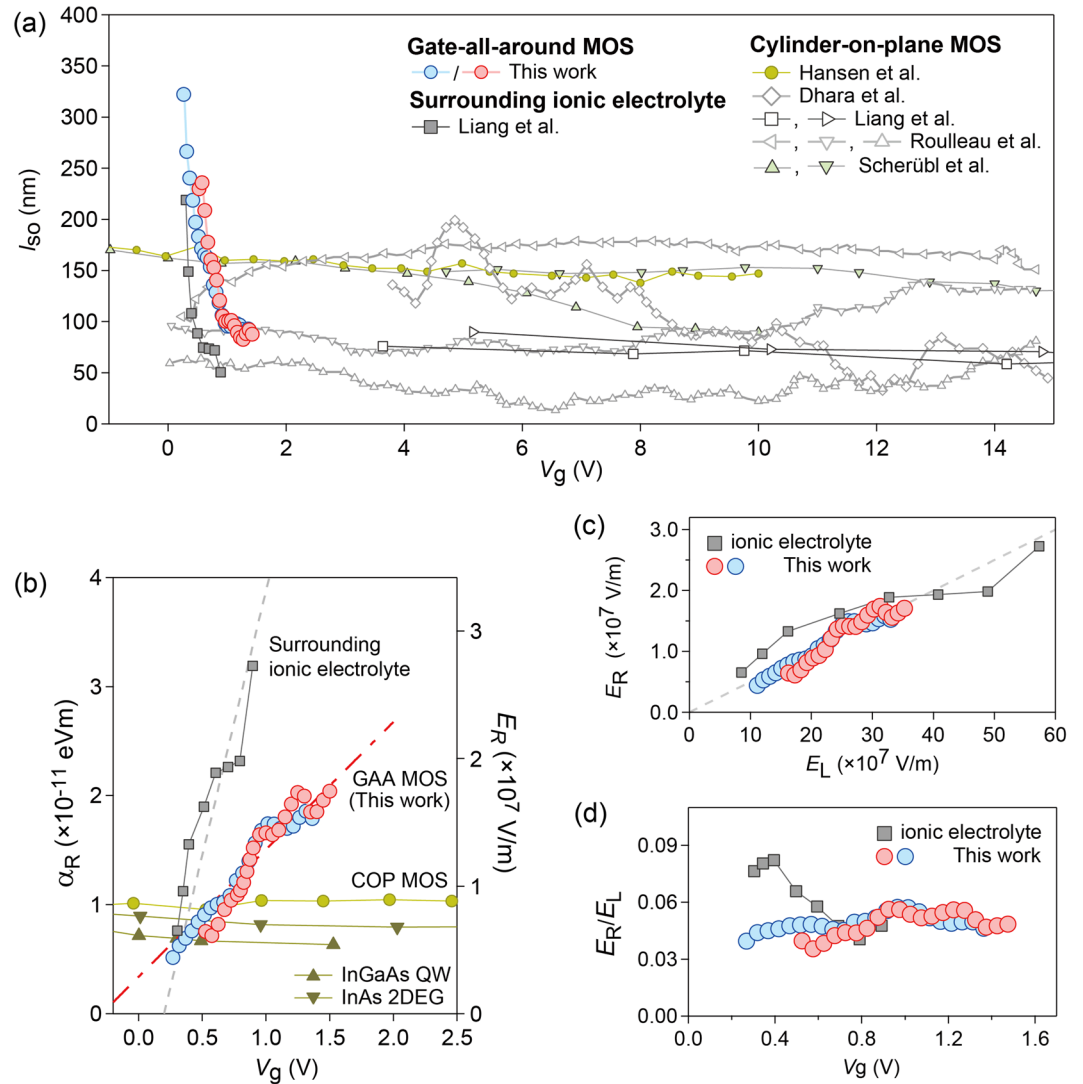 (a)
400
350
300
250
200
150
100
50
0
lso (nm)
Gate-all-around MOS
/ This work
Surrounding ionic electrolyte
Liang et al.
Cylinder-on-plane MOS
Hansen et al.
Dhara et al.
, Liang et al.
, , Roulleau et al.
, Scherübl et al.
0 2 4 6 8 10 12 14
Vg (V)
(b)
4
3
2
1
0
αR (×10-11 eVm)
Surrounding
ionic electrolyte
GAA MOS
(This work)
COP MOS
InGaAs QW
InAs 2DEG
3
2
1
0
ER (×107 V/m)
0.0 0.5 1.0 1.5 2.0 2.5
Vg (V)
(c)
3.0
2.0
1.0
0.0
ER (×107 V/m)
ionic electrolyte
This work
0 10 20 30 40 50 60
EL (×107 V/m)
(d)
0.09
0.06
0.03
0.00
ER/EL
ionic electrolyte
This work
0.0 0.4 0.8 1.2 1.6
Vg (V)